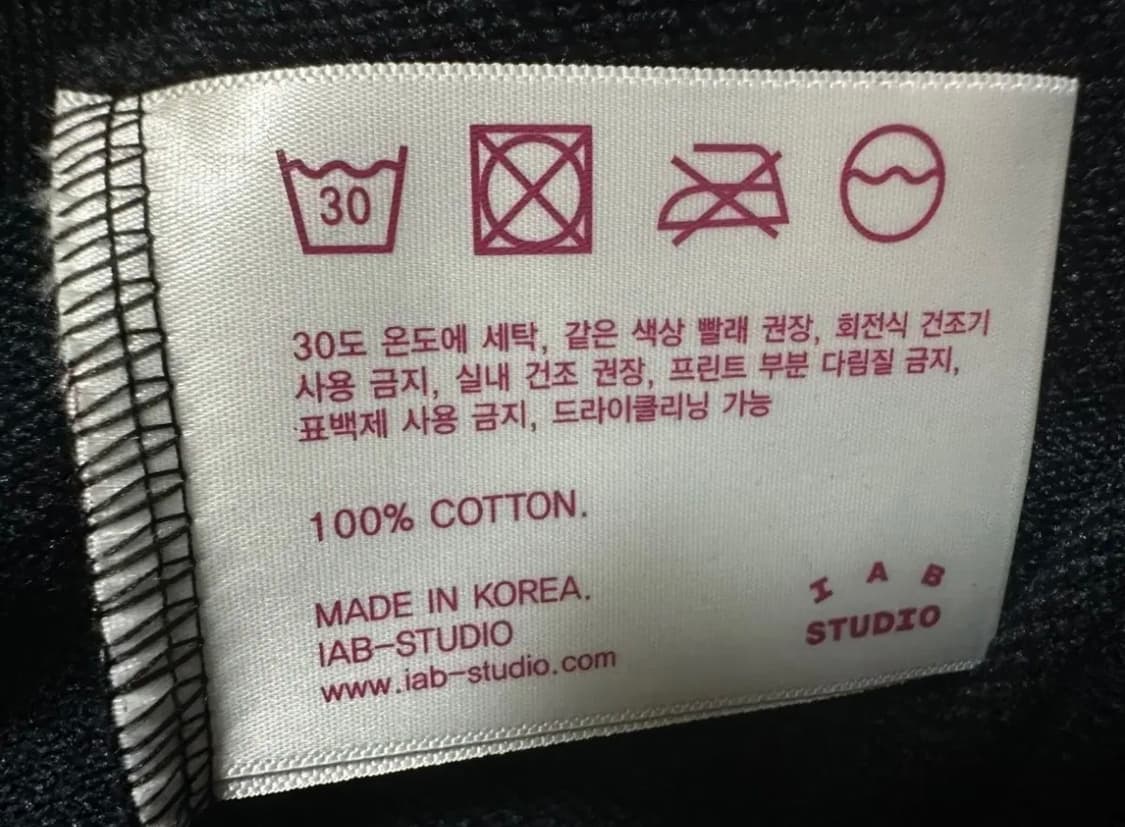 30
30도 온도에 세탁, 같은 색상 빨래 권장, 회전식 건조기
사용 금지, 실내 건조 권장, 프린트 부분 다림질 금지,
표백제 사용 금지, 드라이클리닝 가능
100% COTTON.
MADE IN KOREA.
IAB-STUDIO
www.iab-studio.com
I A B
STUDIO